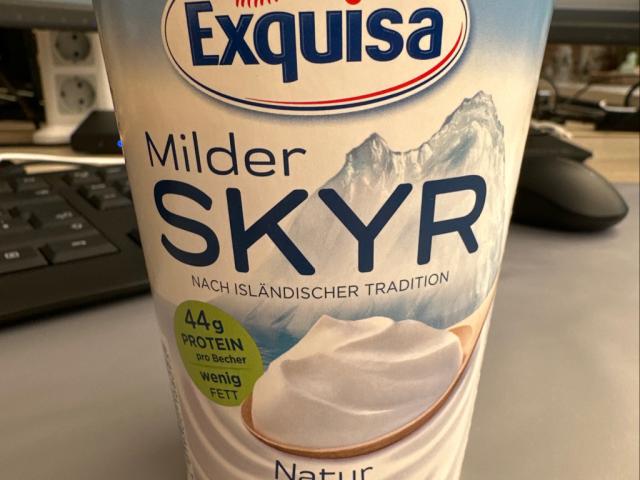 Exquisa
Milder
SKYR
NACH ISLÄNDISCHER TRADITION
44g
PROTEIN
pro Becher
wenig
FETT
Natur